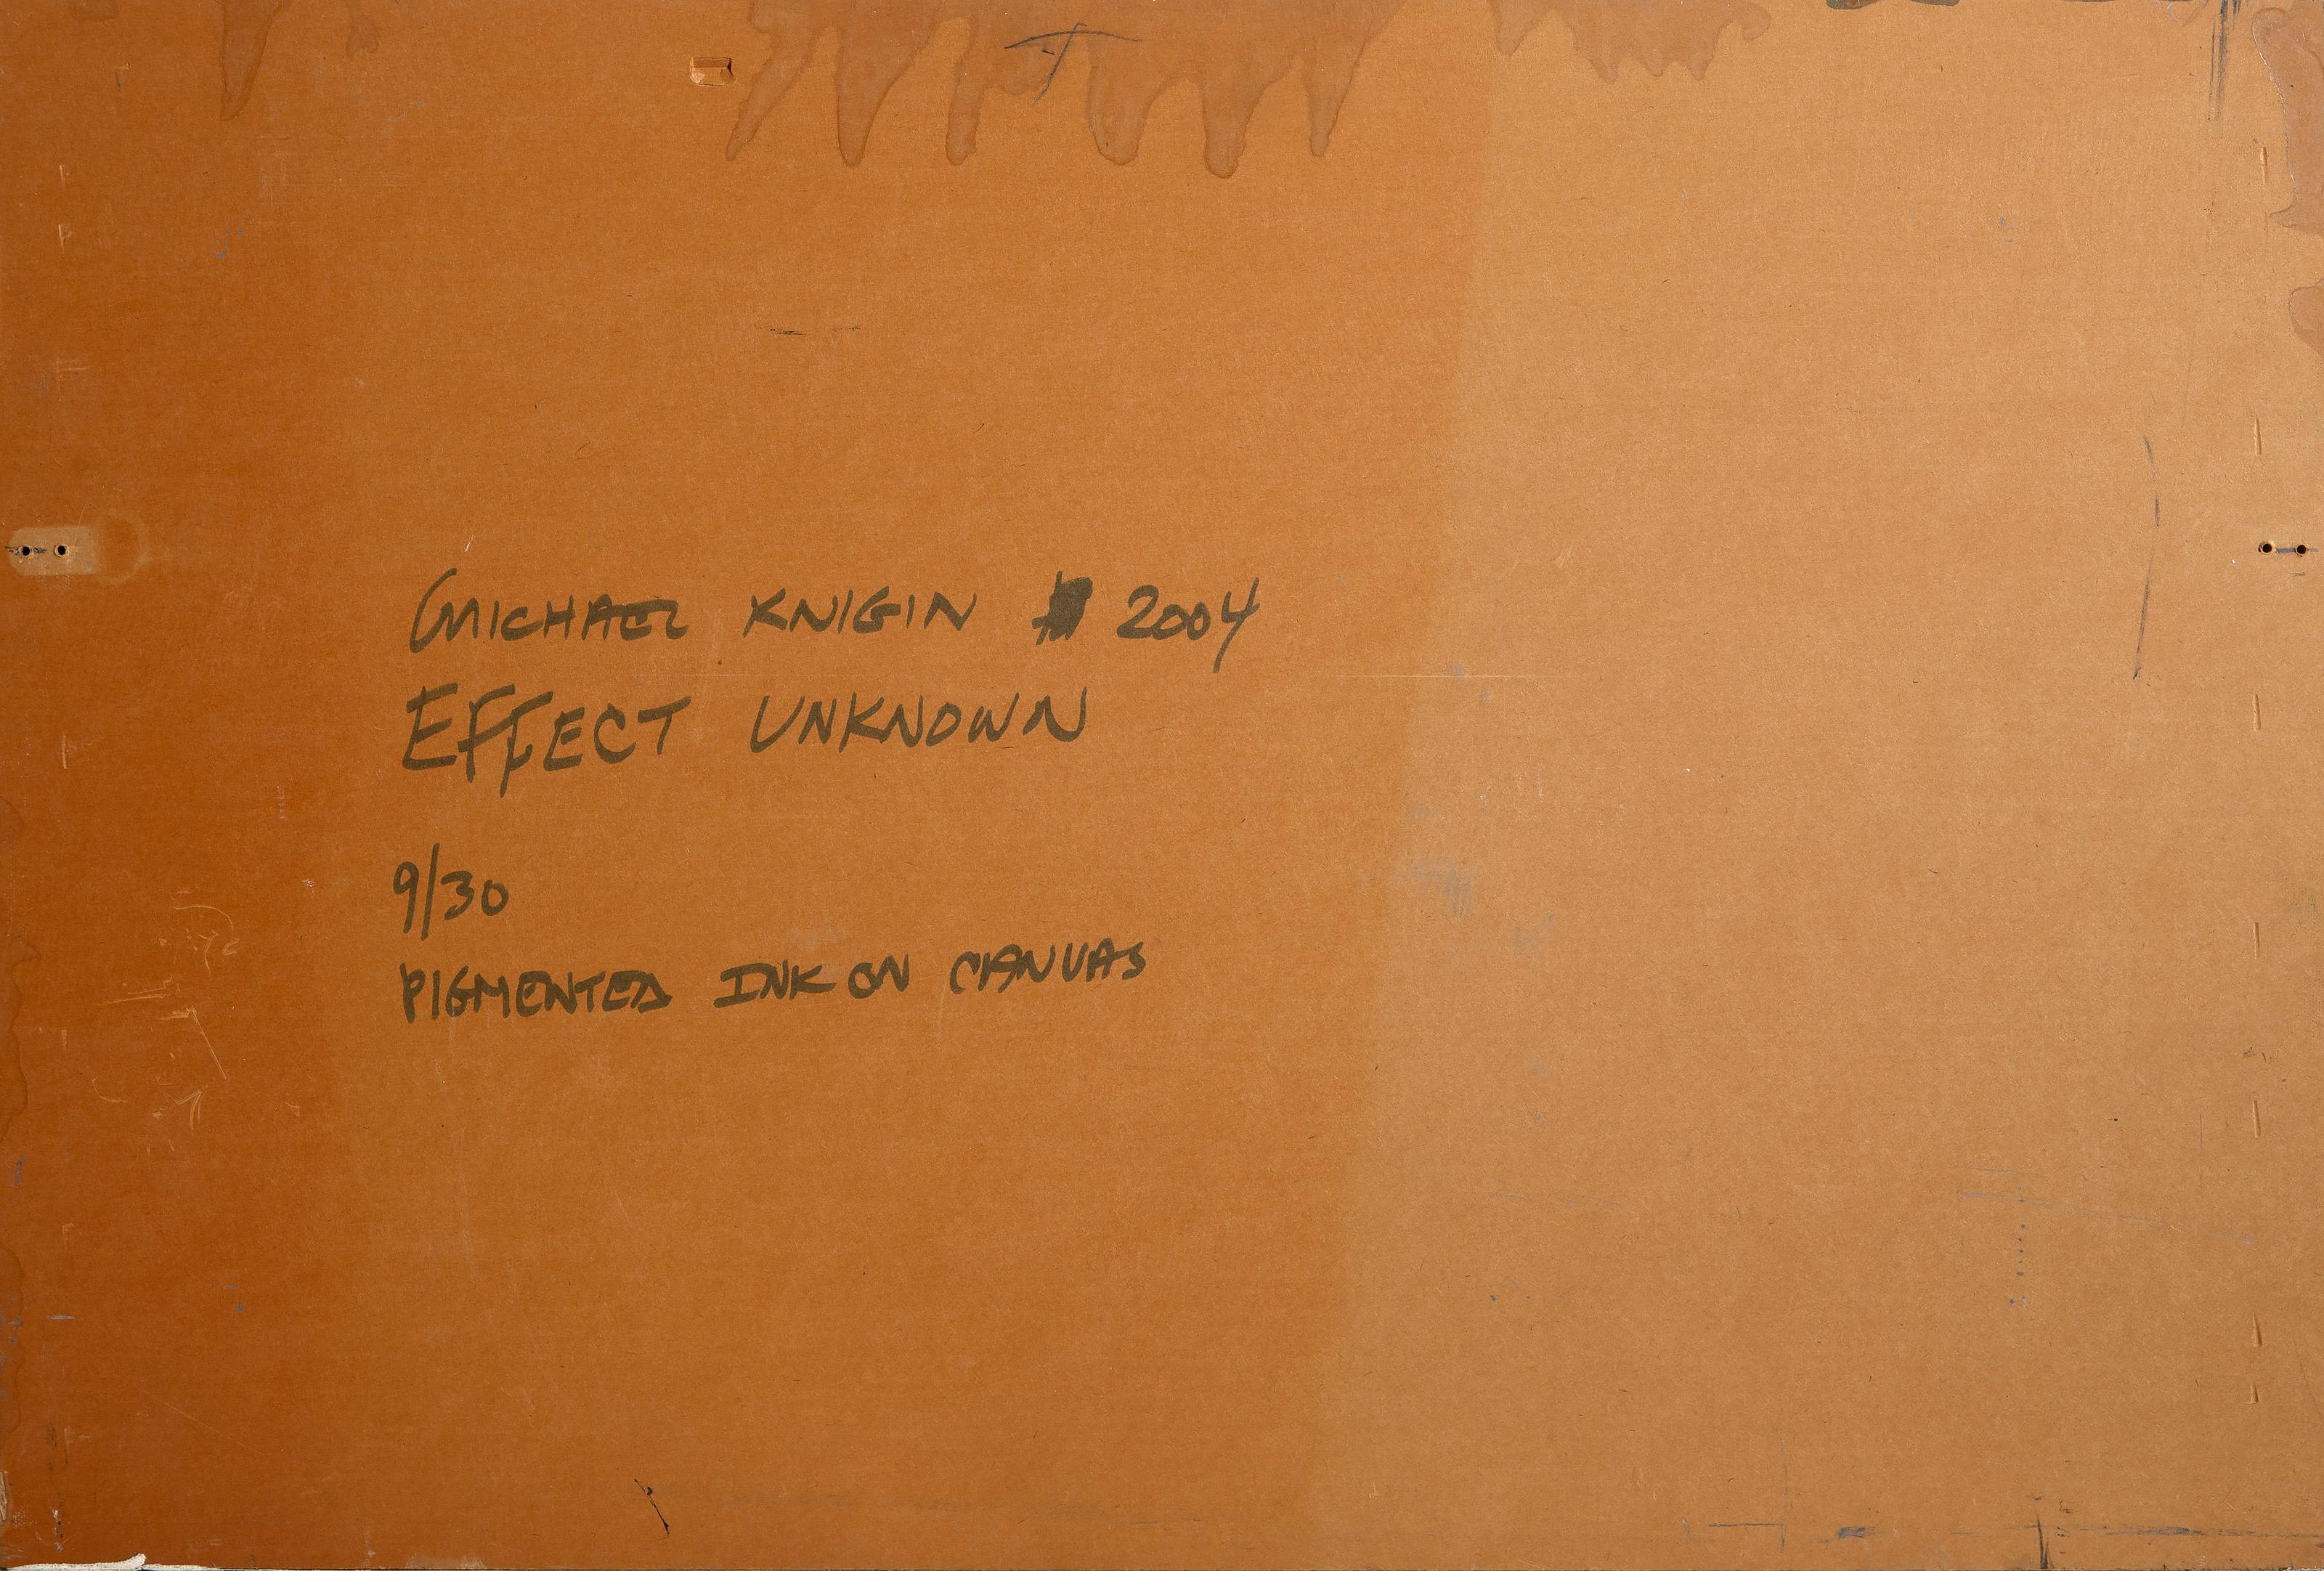 MICHAEL KNIGIN 2004
EFFECT UNKNOWN
9/30
PIGMENTED INK ON CANVAS